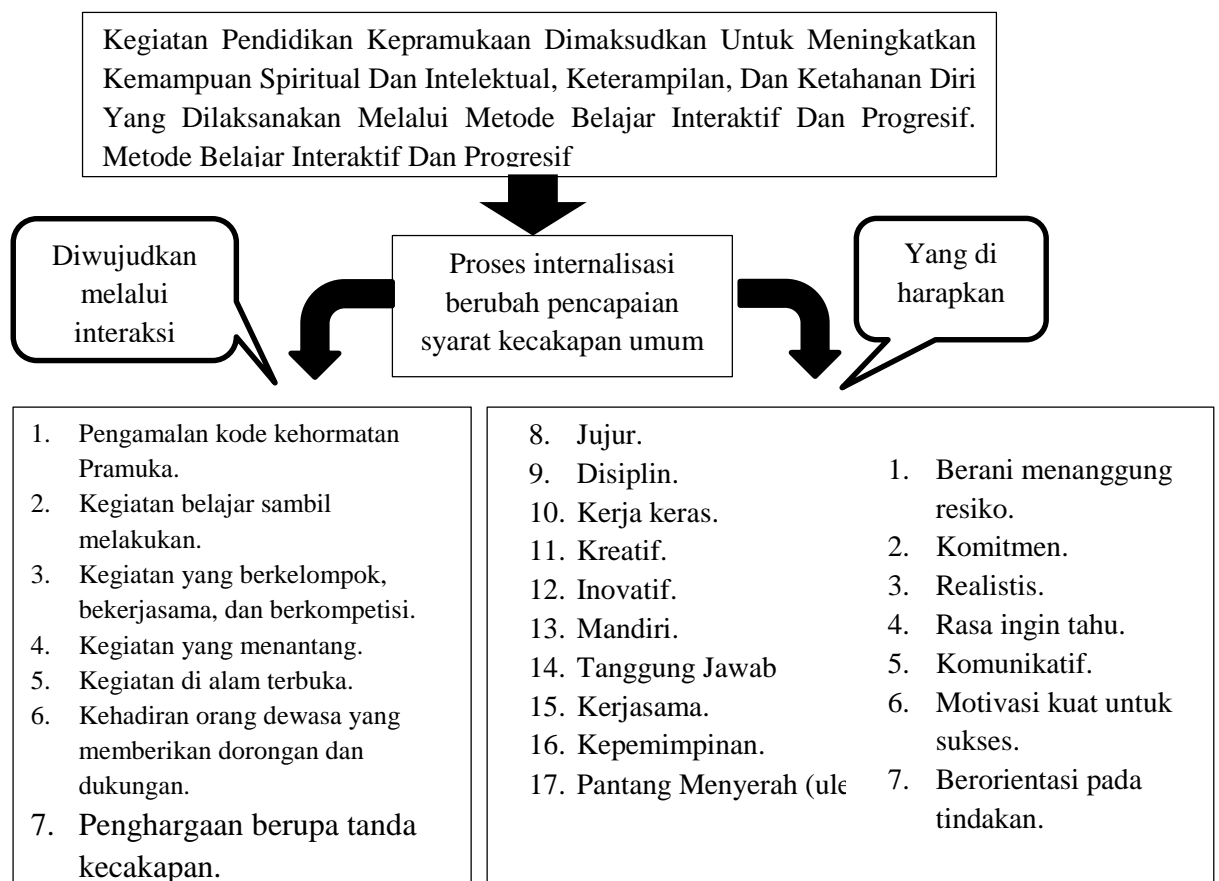 Kegiatan Pendidikan Kepramukaan Dimaksudkan Untuk Meningkatkan
Kemampuan Spiritual Dan Intelektual, Keterampilan, Dan Ketahanan Diri
Yang Dilaksanakan Melalui Metode Belajar Interaktif Dan Progresif.
Metode Belajar Interaktif Dan Progresif
Diwujudkan
melalui
interaksi
Proses internalisasi
berubah pencapaian
syarat kecakapan umum
Yang di
harapkan
1. Pengamalan kode kehormatan
Pramuka.
2. Kegiatan belajar sambil
melakukan.
3. Kegiatan yang berkelompok,
bekerjasama, dan berkompetisi.
4. Kegiatan yang menantang.
5. Kegiatan di alam terbuka.
6. Kehadiran orang dewasa yang
memberikan dorongan dan
dukungan.
7. Penghargaan berupa tanda
kecakapan.
8. Jujur.
9. Disiplin.
10. Kerja keras.
11. Kreatif.
12. Inovatif.
13. Mandiri.
14. Tanggung Jawab
15. Kerjasama.
16. Kepemimpinan.
17. Pantang Menyerah
1. Berani menanggung
resiko.
2. Komitmen.
3. Realistis.
4. Rasa ingin tahu.
5. Komunikatif.
6. Motivasi kuat untuk
sukses.
7. Berorientasi pada
tindakan.